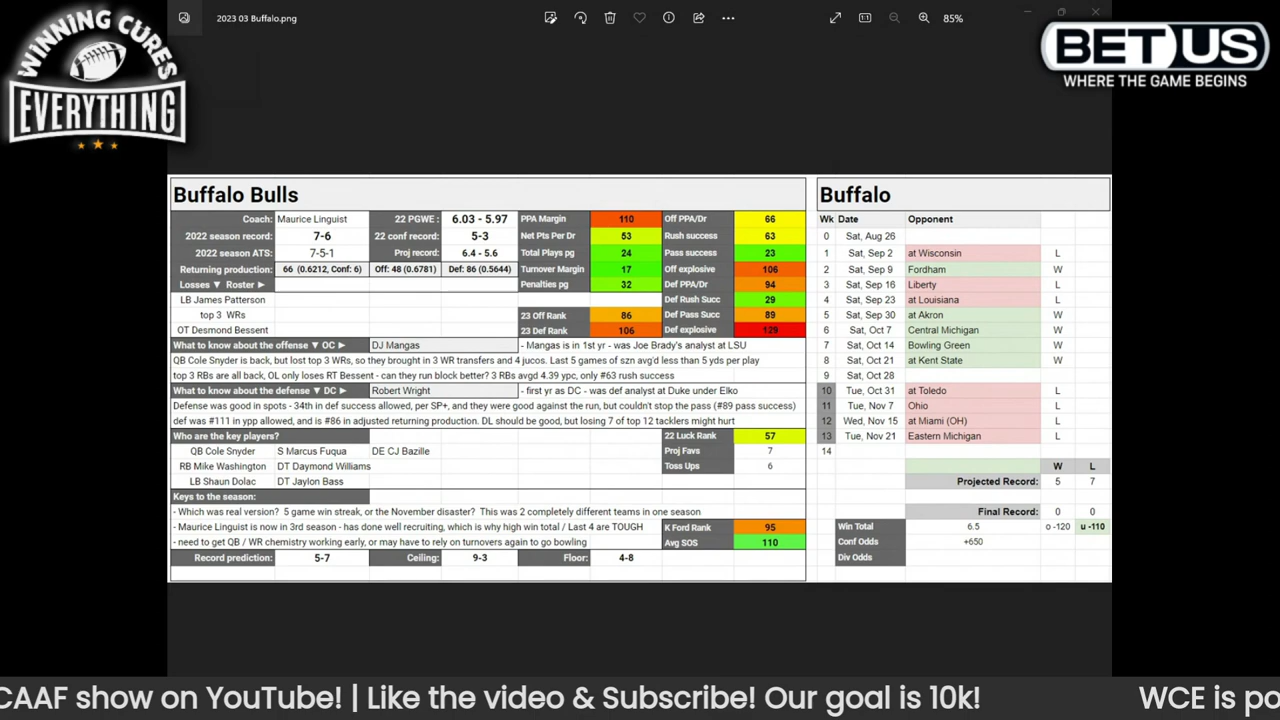 2023 03 Buffalo.png
85%
WINNING CURES
EVERYTHING
BETUS
WHERE THE GAME BEGINS
Buffalo Bulls
Coach: Maurice Linguist 22 PGWE : 6.03 - 5.97 PPA Margin 110 Off PPA/Dr 66
2022 season record: 7-6 22 conf record: 5-3 Net Pts Per Dr 53 Rush success 63
2022 season ATS: 7-5-1 Proj record: 6.4 - 5.6 Total Plays pg 24 Pass success 23
Returning production: 66 (0.6212, Conf: 6) Off: 48 (0.6781) Def: 86 (0.5644) Turnover Margin 17 Off explosive 106
Losses ▼ Roster ► Penalties pg 32 Def PPA/Dr 94
LB James Patterson Def Rush Succ 29
top 3 WRs 23 Off Rank 86 Def Pass Succ 89
OT Desmond Bessent 23 Def Rank 106 Def explosive 129
What to know about the offense ▼ OC ► DJ Mangas - Mangas is in 1st yr - was Joe Brady's analyst at LSU
QB Cole Snyder is back, but lost top 3 WRs, so they brought in 3 WR transfers and 4 jucos. Last 5 games of szn avg'd less than 5 yds per play
top 3 RBs are all back, OL only loses RT Bessent - can they run block better? 3 RBs avgd 4.39 ypc, only #63 rush success
What to know about the defense ▼ DC ► Robert Wright - first yr as DC - was def analyst at Duke under Elko
Defense was good in spots - 34th in def success allowed, per SP+, and they were good against the run, but couldn't stop the pass (#89 pass success)
def was #111 in ypp allowed, and is #86 in adjusted returning production. DL should be good, but losing 7 of top 12 tacklers might hurt
Who are the key players? 22 Luck Rank 57
QB Cole Snyder S Marcus Fuqua DE CJ Bazille Proj Favs 7
RB Mike Washington DT Daymond Williams Toss Ups 6
LB Shaun Dolac DT Jaylon Bass
Keys to the season:
- Which was real version? 5 game win streak, or the November disaster? This was 2 completely different teams in one season
- Maurice Linguist is now in 3rd season - has done well recruiting, which is why high win total / Last 4 are TOUGH K Ford Rank 95
- need to get QB / WR chemistry working early, or may have to rely on turnovers again to go bowling Avg SOS 110
Record prediction: 5-7 Ceiling: 9-3 Floor: 4-8
Buffalo
Wk Date Opponent
0 Sat, Aug 26
1 Sat, Sep 2 at Wisconsin L
2 Sat, Sep 9 Fordham W
3 Sat, Sep 16 Liberty L
4 Sat, Sep 23 at Louisiana L
5 Sat, Sep 30 at Akron W
6 Sat, Oct 7 Central Michigan W
7 Sat, Oct 14 Bowling Green W
8 Sat, Oct 21 at Kent State W
9 Sat, Oct 28
10 Tue, Oct 31 at Toledo L
11 Tue, Nov 7 Ohio L
12 Wed, Nov 15 at Miami (OH) L
13 Tue, Nov 21 Eastern Michigan L
14
W L
Projected Record: 5 7
Final Record: 0 0
Win Total 6.5 o -120 u -110
Conf Odds +650
Div Odds
CAAF show on YouTube! | Like the video & Subscribe! Our goal is 10k! WCE is po